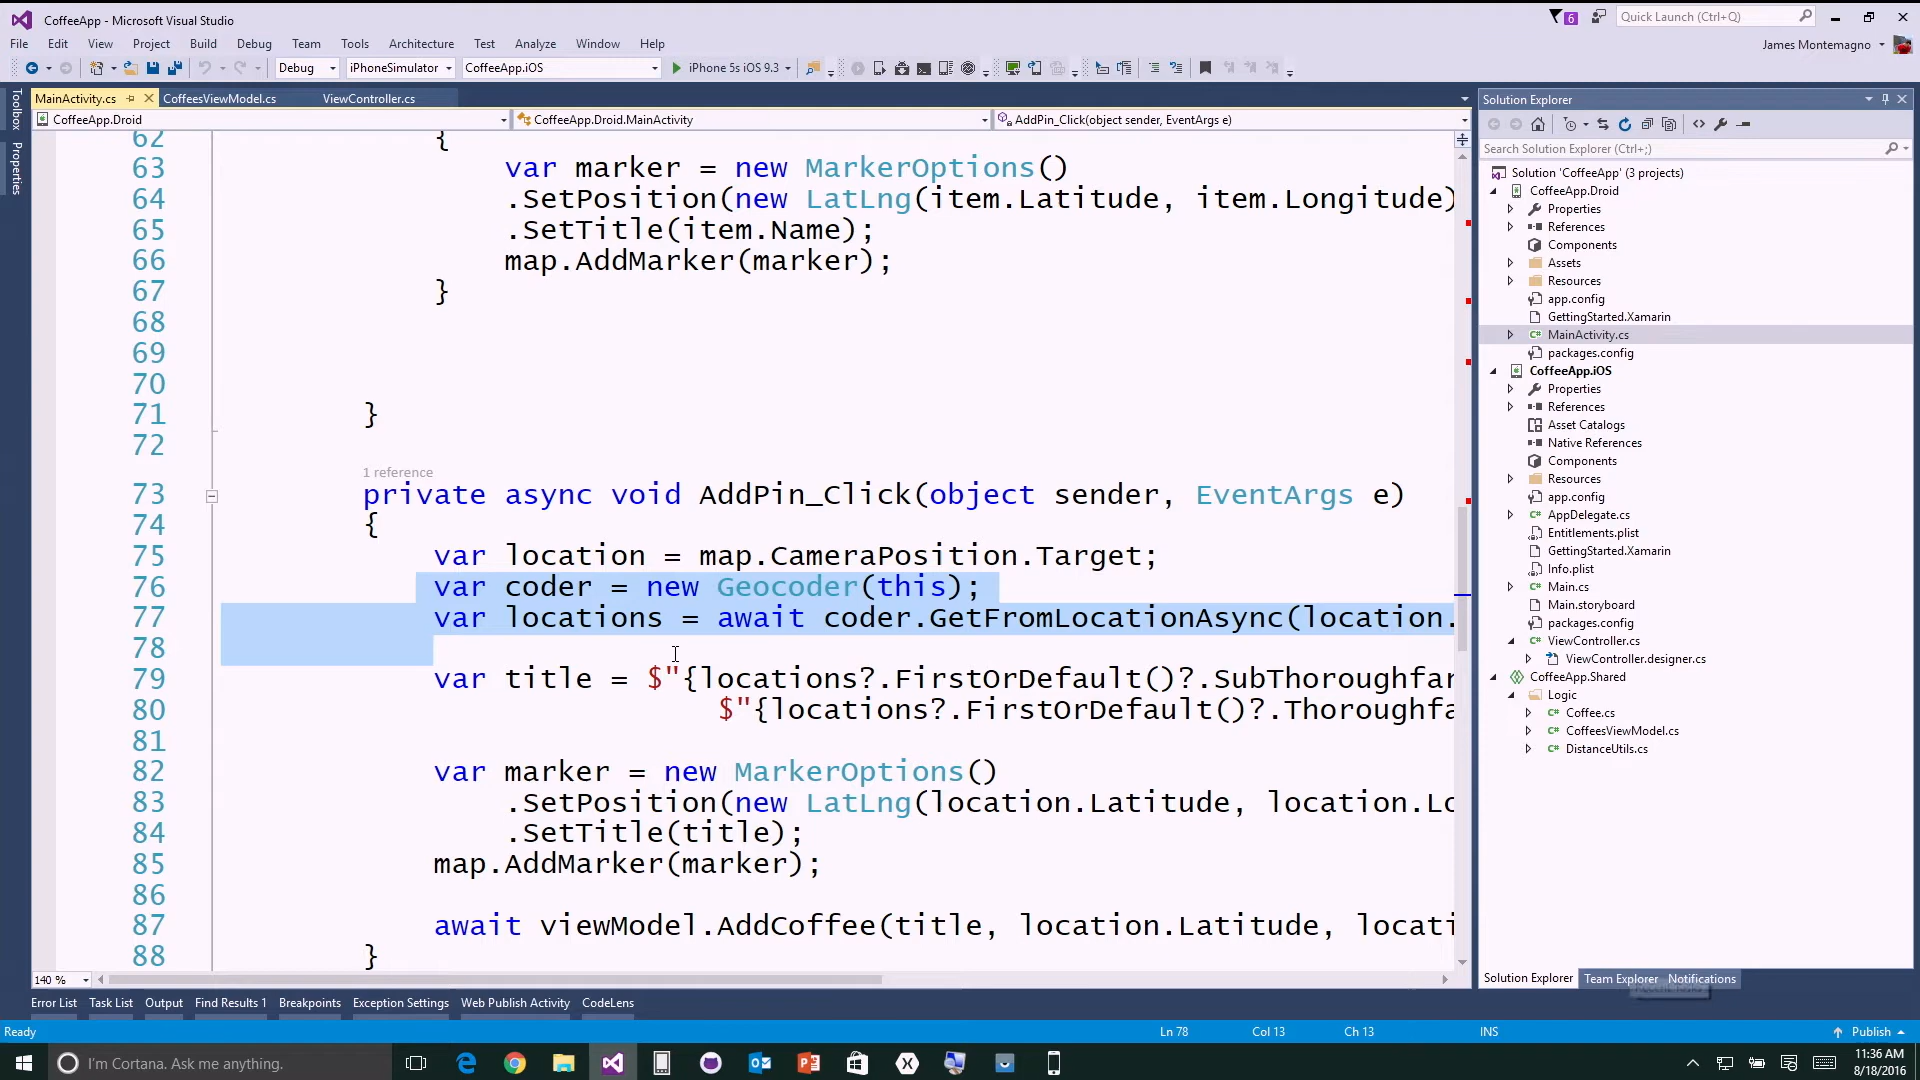 CoffeeApp - Microsoft Visual Studio
6
Quick Launch (Ctrl+Q)
File Edit View Project Build Debug Team Tools Architecture Test Analyze Window Help
James Montemagno
Debug iPhoneSimulator CoffeeApp.iOS iPhone 5s iOS 9.3
Toolbox
Properties
MainActivity.cs CoffeesViewModel.cs ViewController.cs
CoffeeApp.Droid CoffeeApp.Droid.MainActivity AddPin_Click(object sender, EventArgs e)
62 {
63 var marker = new MarkerOptions()
64 .SetPosition(new LatLng(item.Latitude, item.Longitude)
65 .SetTitle(item.Name);
66 map.AddMarker(marker);
67 }
68
69
70
71 }
72
1 reference
73 private async void AddPin_Click(object sender, EventArgs e)
74 {
75 var location = map.CameraPosition.Target;
76 var coder = new Geocoder(this);
77 var locations = await coder.GetFromLocationAsync(location.
78
79 var title = $"{locations?.FirstOrDefault()?.SubThoroughfar
80 $"{locations?.FirstOrDefault()?.Thoroughfa
81
82 var marker = new MarkerOptions()
83 .SetPosition(new LatLng(location.Latitude, location.Lo
84 .SetTitle(title);
85 map.AddMarker(marker);
86
87 await viewModel.AddCoffee(title, location.Latitude, locati
88 }
140 %
Solution Explorer
Search Solution Explorer (Ctrl+;)
Solution 'CoffeeApp' (3 projects)
CoffeeApp.Droid
Properties
References
Components
Assets
Resources
app.config
GettingStarted.Xamarin
C# MainActivity.cs
packages.config
CoffeeApp.iOS
Properties
References
Asset Catalogs
Native References
Components
Resources
app.config
C# AppDelegate.cs
Entitlements.plist
GettingStarted.Xamarin
Info.plist
C# Main.cs
Main.storyboard
packages.config
C# ViewController.cs
ViewController.designer.cs
CoffeeApp.Shared
Logic
C# Coffee.cs
C# CoffeesViewModel.cs
C# DistanceUtils.cs
Solution Explorer Team Explorer Notifications
Error List Task List Output Find Results 1 Breakpoints Exception Settings Web Publish Activity CodeLens
Ready Ln 78 Col 13 Ch 13 INS Publish
I'm Cortana. Ask me anything.
11:36 AM
8/18/2016